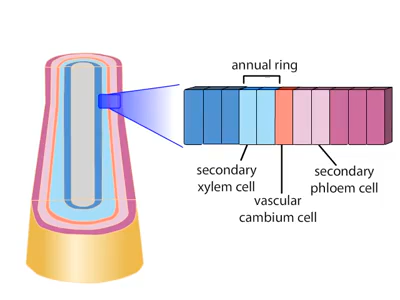 annual ring
secondary
xylem cell
vascular
cambium cell
secondary
phloem cell